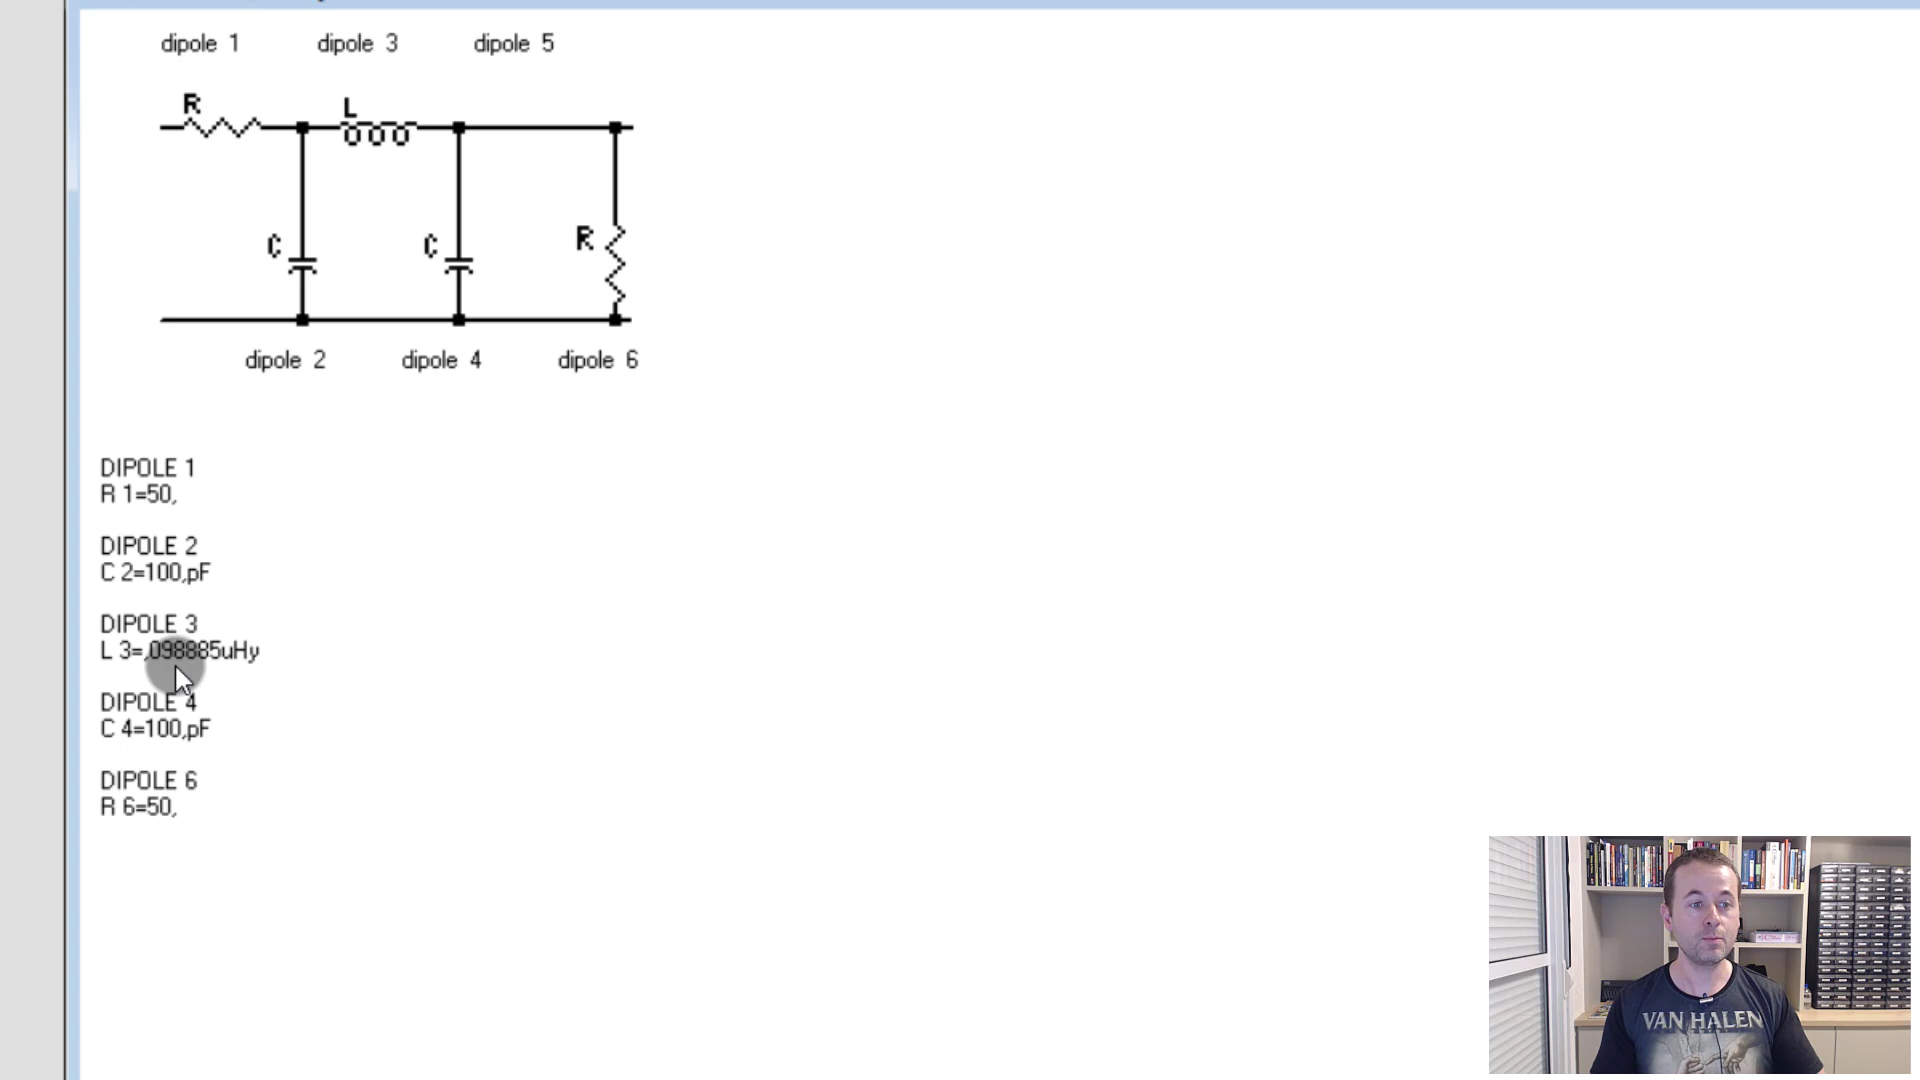 dipole 1 dipole 3 dipole 5
R L
C C R
dipole 2 dipole 4 dipole 6
DIPOLE 1
R 1=50,
DIPOLE 2
C 2=100,pF
DIPOLE 3
L 3=,098885uHy
DIPOLE 4
C 4=100,pF
DIPOLE 6
R 6=50,
VAN HALEN